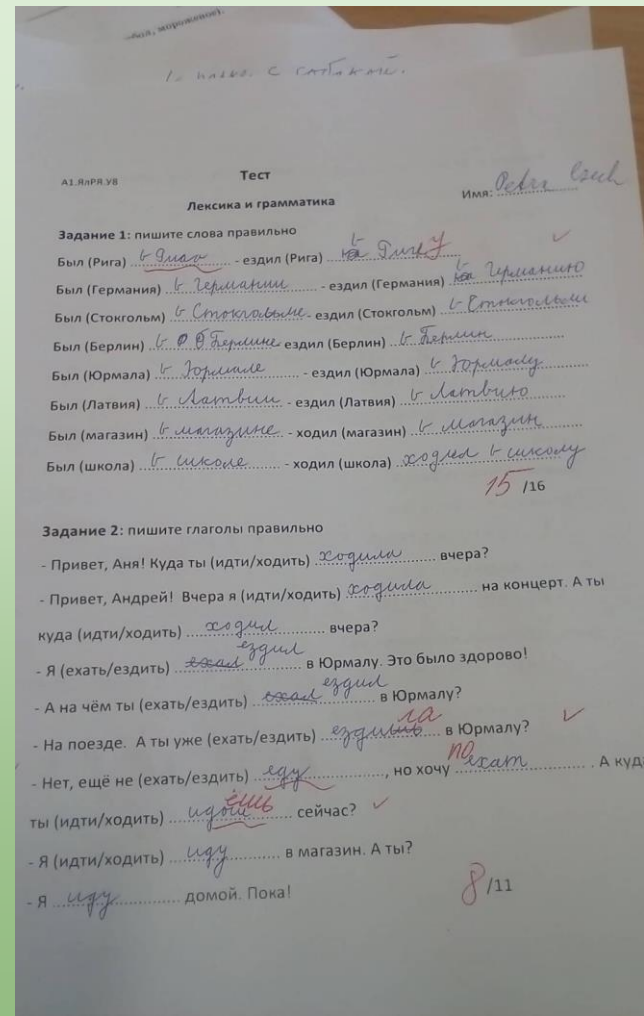 бол, мороженое).
с сабакай.
А1.ЯлРЯ.У8
Тест
Имя: Petra
Лексика и грамматика
Задание 1: пишите слова правильно
Был (Рига) в - ездил (Рига) в Ригу
Был (Германия) в Германии - ездил (Германия) в Германию
Был (Стокгольм) в Стокгольме - ездил (Стокгольм) в
Был (Берлин) в Берлине ездил (Берлин) в Берлин
Был (Юрмала) в Юрмале - ездил (Юрмала) в Юрмалу
Был (Латвия) в Латвии - ездил (Латвия) в Латвию
Был (магазин) в магазине - ходил (магазин) в магазин
Был (школа) в школе - ходил (школа) ходил в школу
15 /16
Задание 2: пишите глаголы правильно
- Привет, Аня! Куда ты (идти/ходить) ходила вчера?
- Привет, Андрей! Вчера я (идти/ходить) ходила на концерт. А ты
куда (идти/ходить) ходил вчера?
- Я (ехать/ездить) ехал ездил в Юрмалу. Это было здорово!
- А на чём ты (ехать/ездить) ехал ездил в Юрмалу?
- На поезде. А ты уже (ехать/ездить) ездила в Юрмалу?
- Нет, ещё не (ехать/ездить) еду, но хочу поехат. А куда
ты (идти/ходить) идёшь сейчас?
- Я (идти/ходить) иду в магазин. А ты?
- Я иду домой. Пока!
8 /11